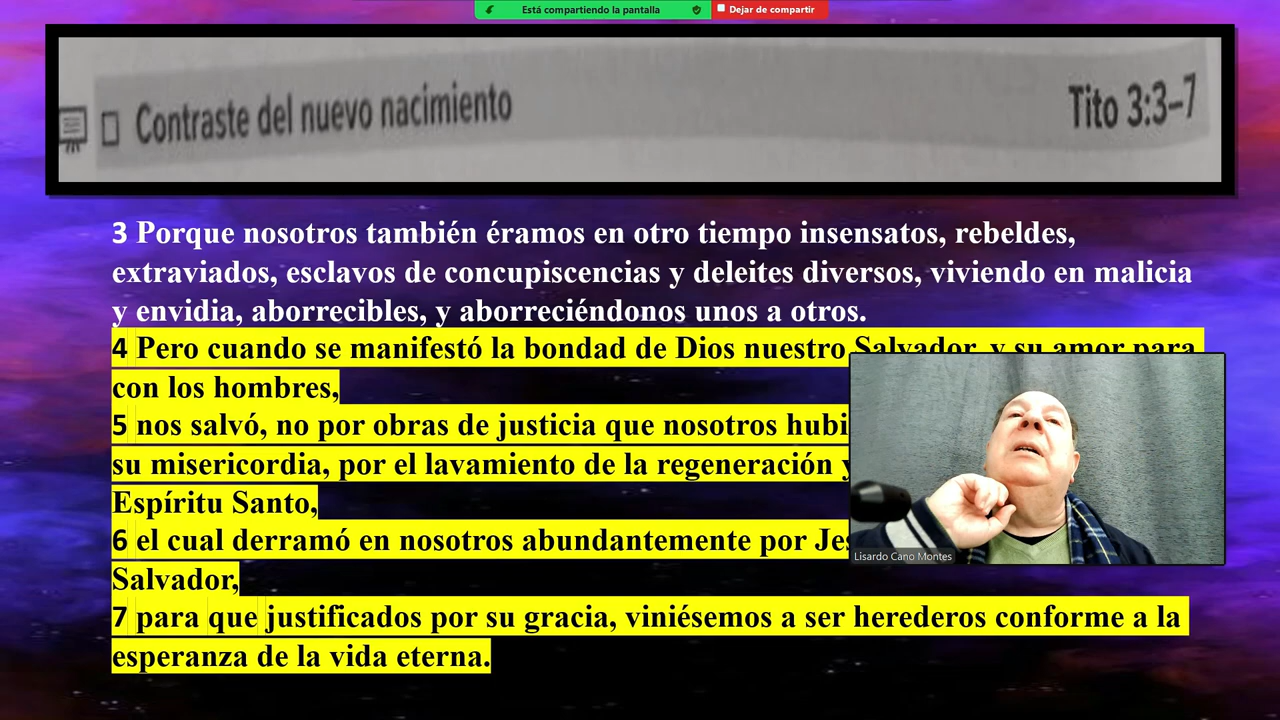 Está compartiendo la pantalla
Dejar de compartir
Contraste del nuevo nacimiento
Tito 3:3–7
3 Porque nosotros también éramos en otro tiempo insensatos, rebeldes,
extraviados, esclavos de concupiscencias y deleites diversos, viviendo en malicia
y envidia, aborrecibles, y aborreciéndonos unos a otros.
4 Pero cuando se manifestó la bondad de Dios nuestro Salvador, y su amor para
con los hombres,
5 nos salvó, no por obras de justicia que nosotros
su misericordia, por el lavamiento de la regeneración y
Espíritu Santo,
6 el cual derramó en nosotros abundantemente por
Salvador,
7 para que justificados por su gracia, viniésemos a ser herederos conforme a la
esperanza de la vida eterna.
Lisardo Cano Montes